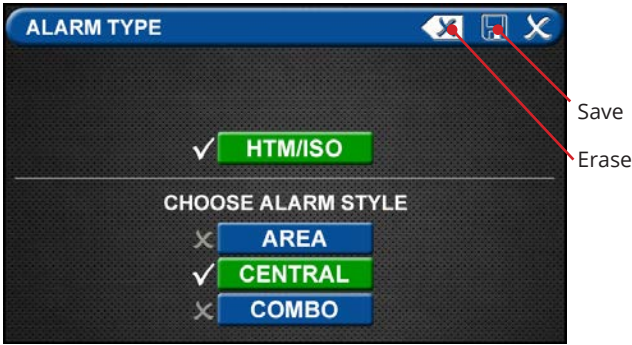 ALARM TYPE
Save
Erase
HTM/ISO
CHOOSE ALARM STYLE
AREA
CENTRAL
COMBO